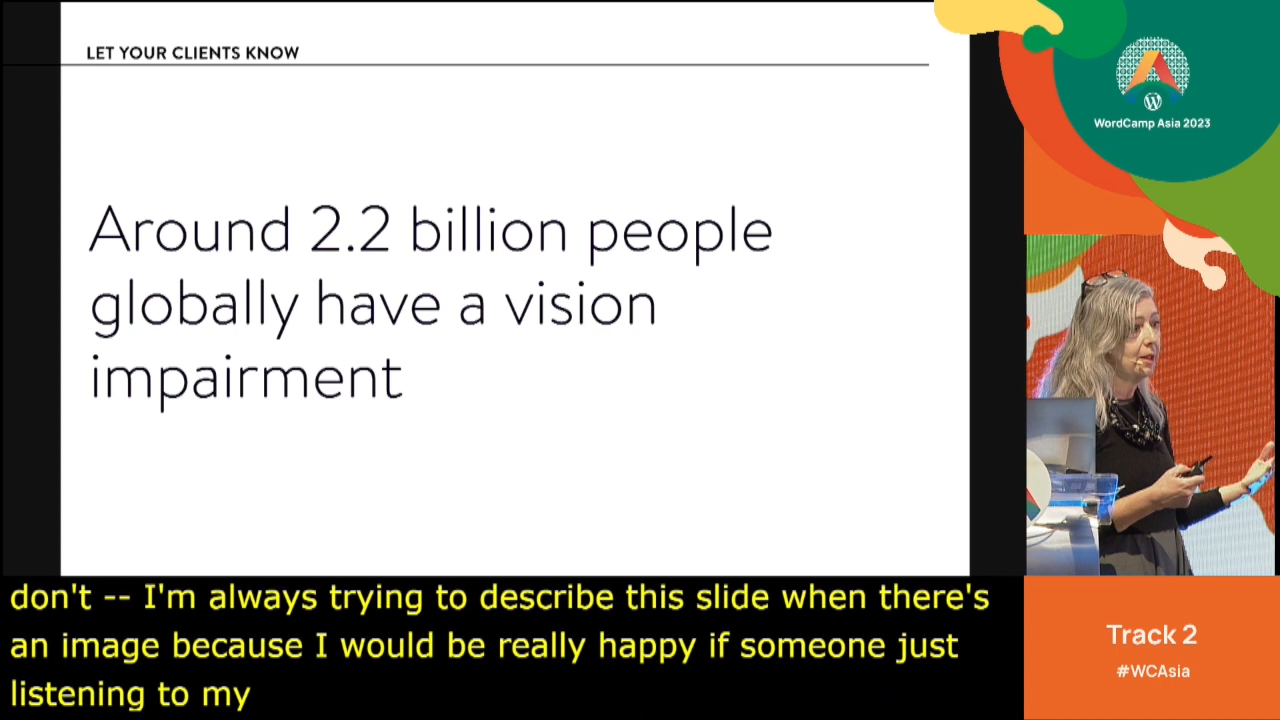 LET YOUR CLIENTS KNOW
Around 2.2 billion people
globally have a vision
impairment
WordCamp Asia 2023
don't -- I'm always trying to describe this slide when there's
an image because I would be really happy if someone just
listening to my
Track 2
#WCAsia